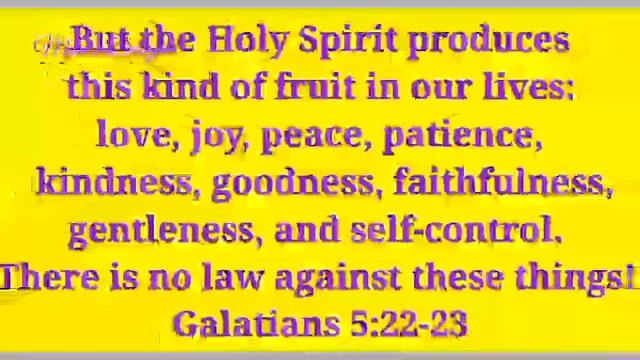 But the Holy Spirit produces
this kind of fruit in our lives:
love, joy, peace, patience,
kindness, goodness, faithfulness,
gentleness, and self-control.
There is no law against these things!
Galatians 5:22-23